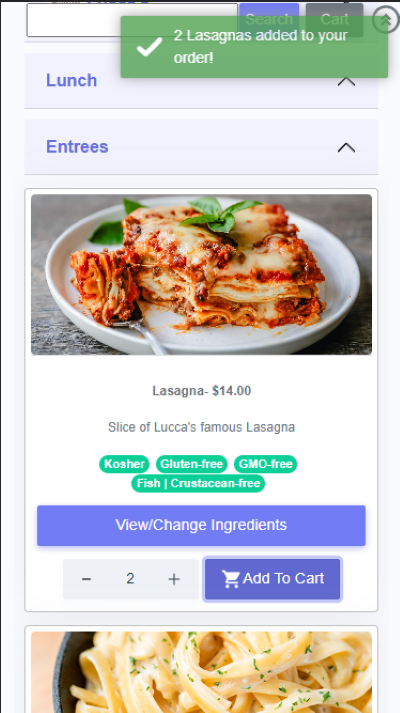 Search
Cart
2 Lasagnas added to your
order!
Lunch
Entrees
Lasagna- $14.00
Slice of Lucca's famous Lasagna
Kosher
Gluten-free
GMO-free
Fish | Crustacean-free
View/Change Ingredients
− 2 +
Add To Cart